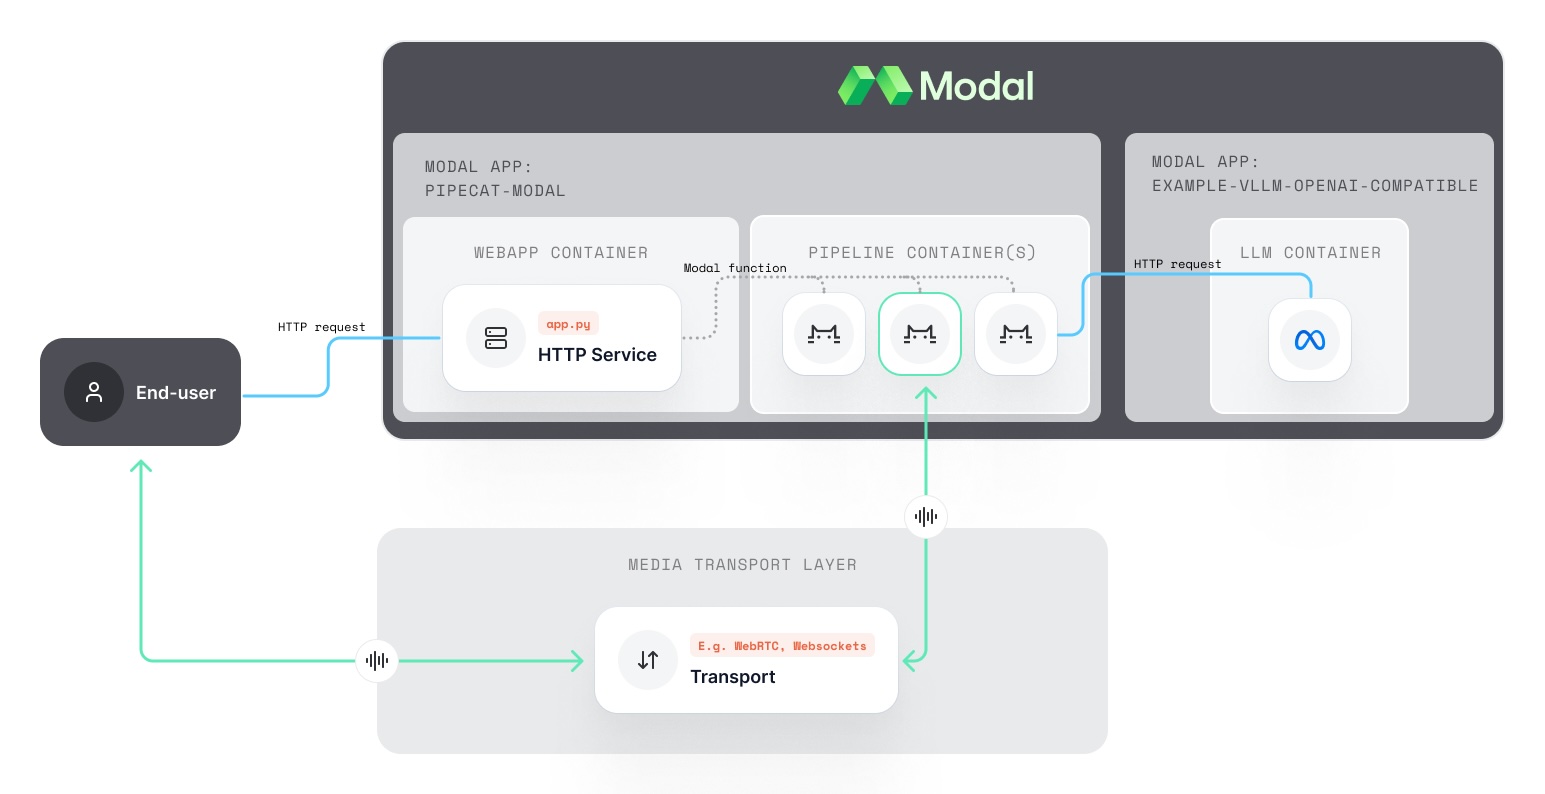 Modal
MODAL APP:
PIPECAT-MODAL
MODAL APP:
EXAMPLE-VLLM-OPENAI-COMPATIBLE
WEBAPP CONTAINER
PIPELINE CONTAINER(S)
LLM CONTAINER
Modal function
HTTP request
HTTP request
app.py
HTTP Service
End-user
MEDIA TRANSPORT LAYER
E.g. WebRTC, Websockets
Transport